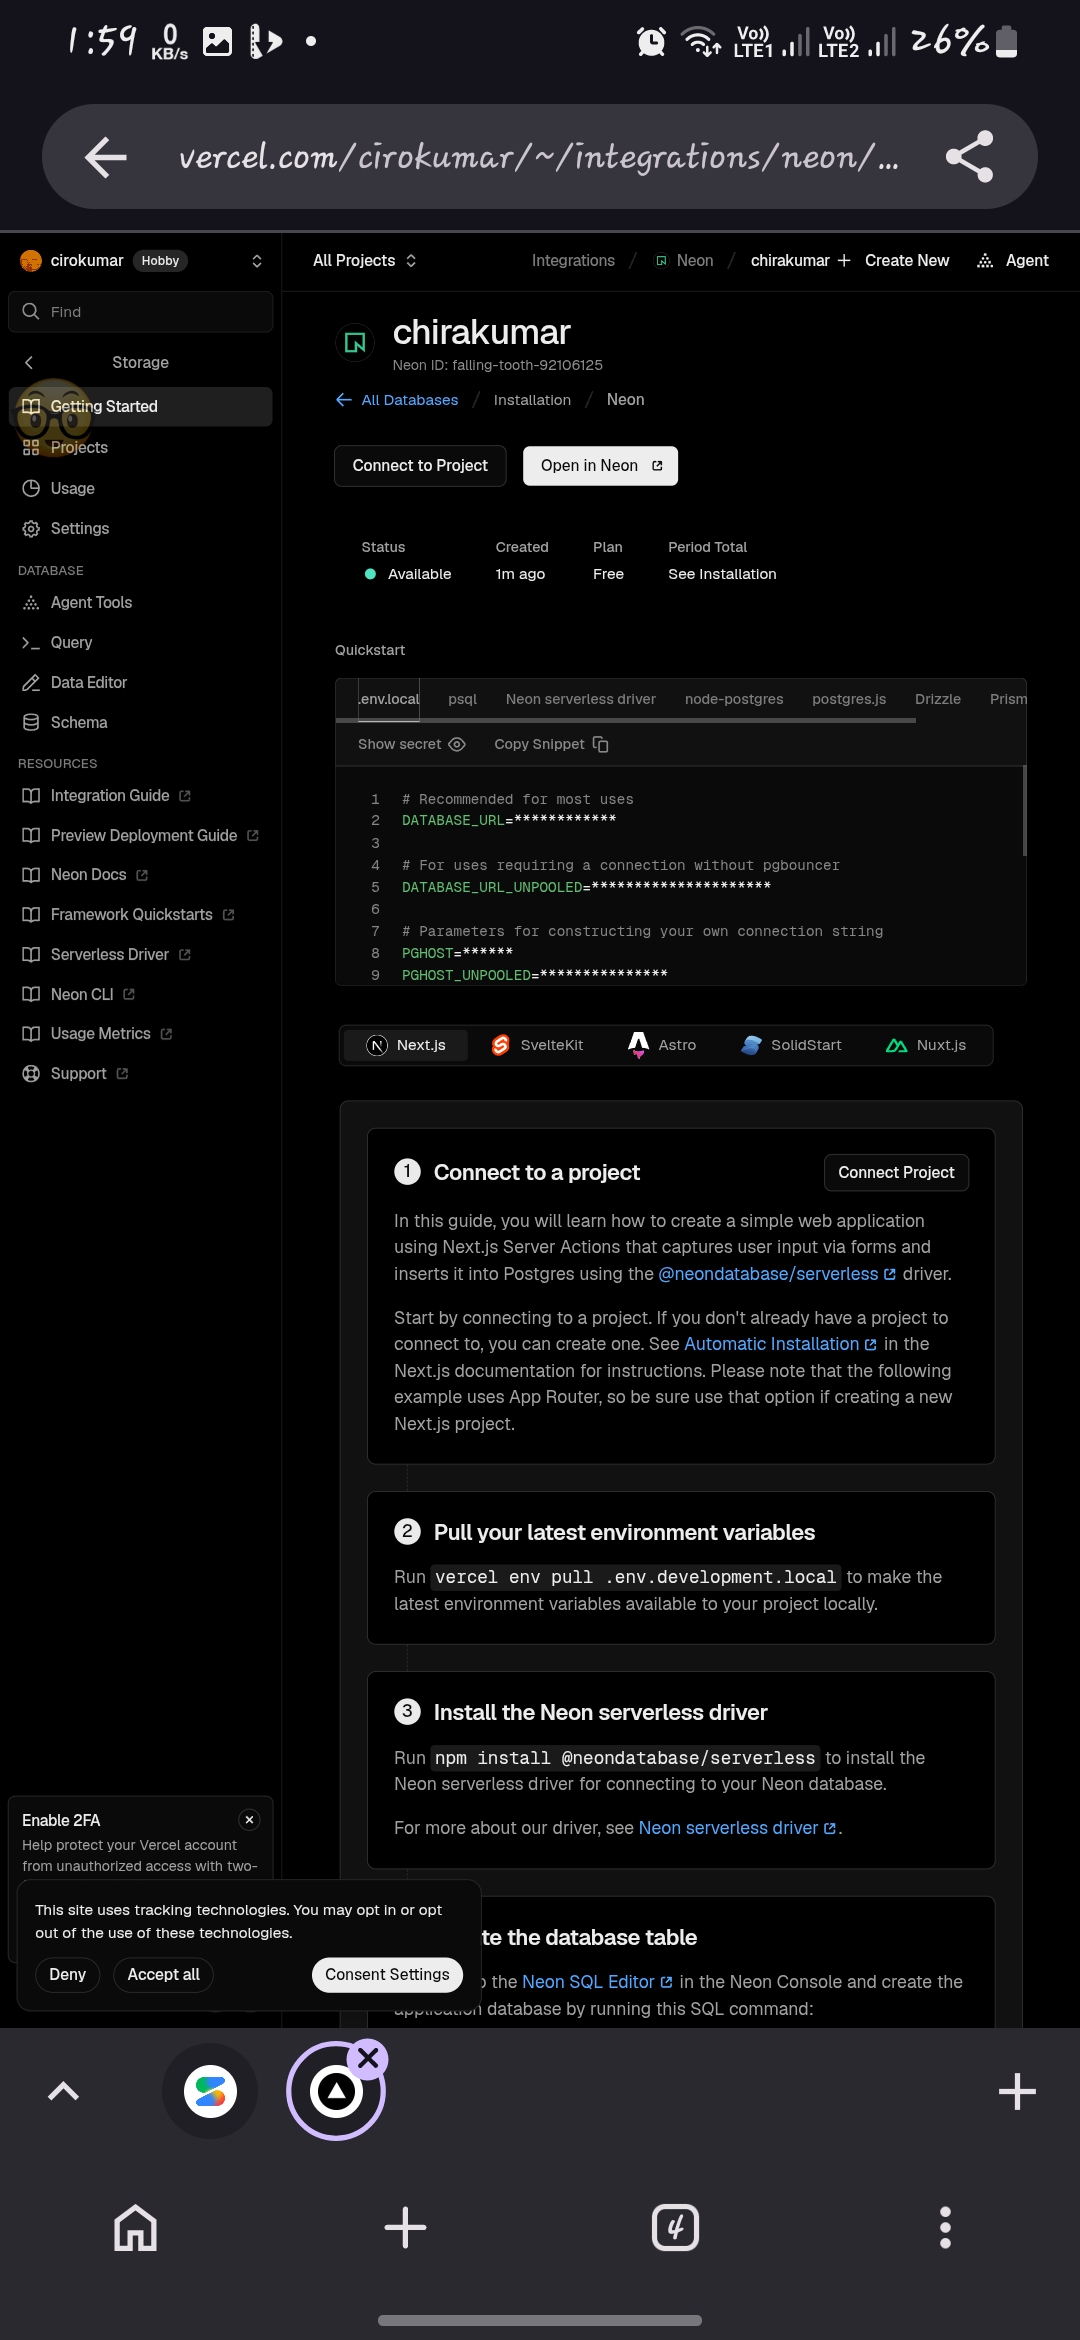 1:59 0 KB/s Vo)) LTE1 Vo)) LTE2 26%
vercel.com/cirokumar/~/integrations/neon/...
cirokumar Hobby
All Projects Integrations / Neon / chirakumar Create New Agent
Find
Storage
Getting Started
Projects
Usage
Settings
DATABASE
Agent Tools
Query
Data Editor
Schema
RESOURCES
Integration Guide
Preview Deployment Guide
Neon Docs
Framework Quickstarts
Serverless Driver
Neon CLI
Usage Metrics
Support
chirakumar
Neon ID: falling-tooth-92106125
All Databases / Installation / Neon
Connect to Project Open in Neon
Status Created Plan Period Total
Available 1m ago Free See Installation
Quickstart
.env.local psql Neon serverless driver node-postgres postgres.js Drizzle Prism
Show secret Copy Snippet
1 # Recommended for most uses
2 DATABASE_URL=************
3
4 # For uses requiring a connection without pgbouncer
5 DATABASE_URL_UNPOOLED=*********************
6
7 # Parameters for constructing your own connection string
8 PGHOST=******
9 PGHOST_UNPOOLED=***************
Next.js SvelteKit Astro SolidStart Nuxt.js
1 Connect to a project Connect Project
In this guide, you will learn how to create a simple web application
using Next.js Server Actions that captures user input via forms and
inserts it into Postgres using the @neondatabase/serverless driver.
Start by connecting to a project. If you don't already have a project to
connect to, you can create one. See Automatic Installation in the
Next.js documentation for instructions. Please note that the following
example uses App Router, so be sure use that option if creating a new
Next.js project.
2 Pull your latest environment variables
Run vercel env pull .env.development.local to make the
latest environment variables available to your project locally.
3 Install the Neon serverless driver
Run npm install @neondatabase/serverless to install the
Neon serverless driver for connecting to your Neon database.
For more about our driver, see Neon serverless driver.
te the database table
the Neon SQL Editor in the Neon Console and create the
application database by running this SQL command:
Enable 2FA
Help protect your Vercel account
from unauthorized access with two-
This site uses tracking technologies. You may opt in or opt
out of the use of these technologies.
Deny Accept all Consent Settings
4